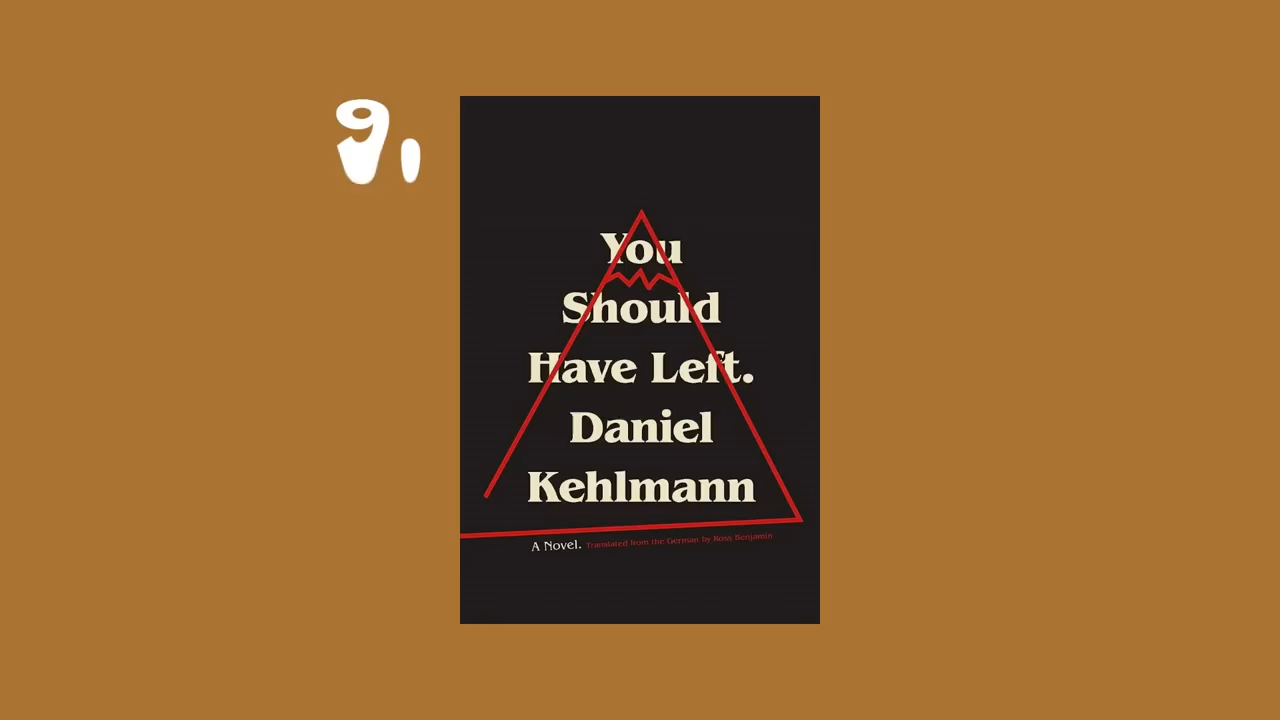 9.
You
Should
Have Left.
Daniel
Kehlmann
A Novel. Translated from the German by Ross Benjamin